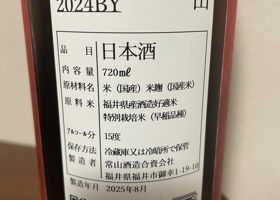 2024BY 山
品目 日本酒
内容量 720ml
原材料名 米（国産）米麹（国産米）
原料米 福井県産酒造好適米
特別栽培米（早稲品種）
アルコール分 15度
保存方法 冷蔵庫又は冷暗所で保管
製造者 常山酒造合資会社
福井県福井市御幸1-19-10
製造年月 2025年8月